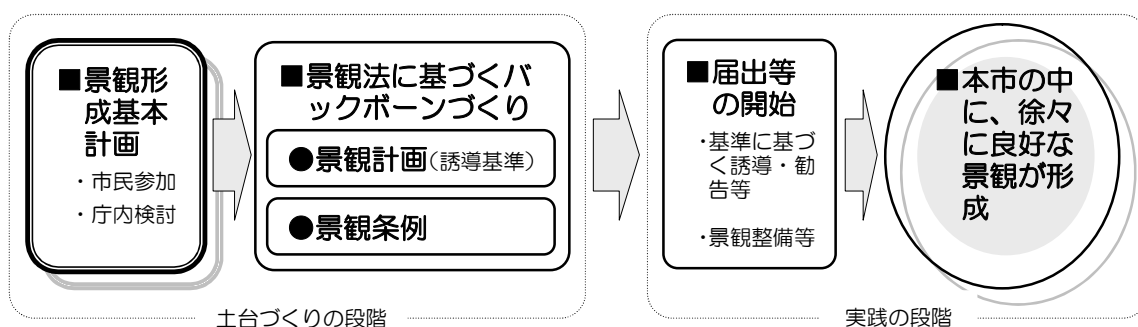 ■景観形
成基本
計画
・市民参加
・庁内検討
■景観法に基づくバ
ックボーンづくり
●景観計画(誘導基準)
●景観条例
土台づくりの段階
■届出等
の開始
・基準に基づ
く誘導・勧
告等
・景観整備等
■本市の中
に、徐々
に良好な
景観が形
成
実践の段階